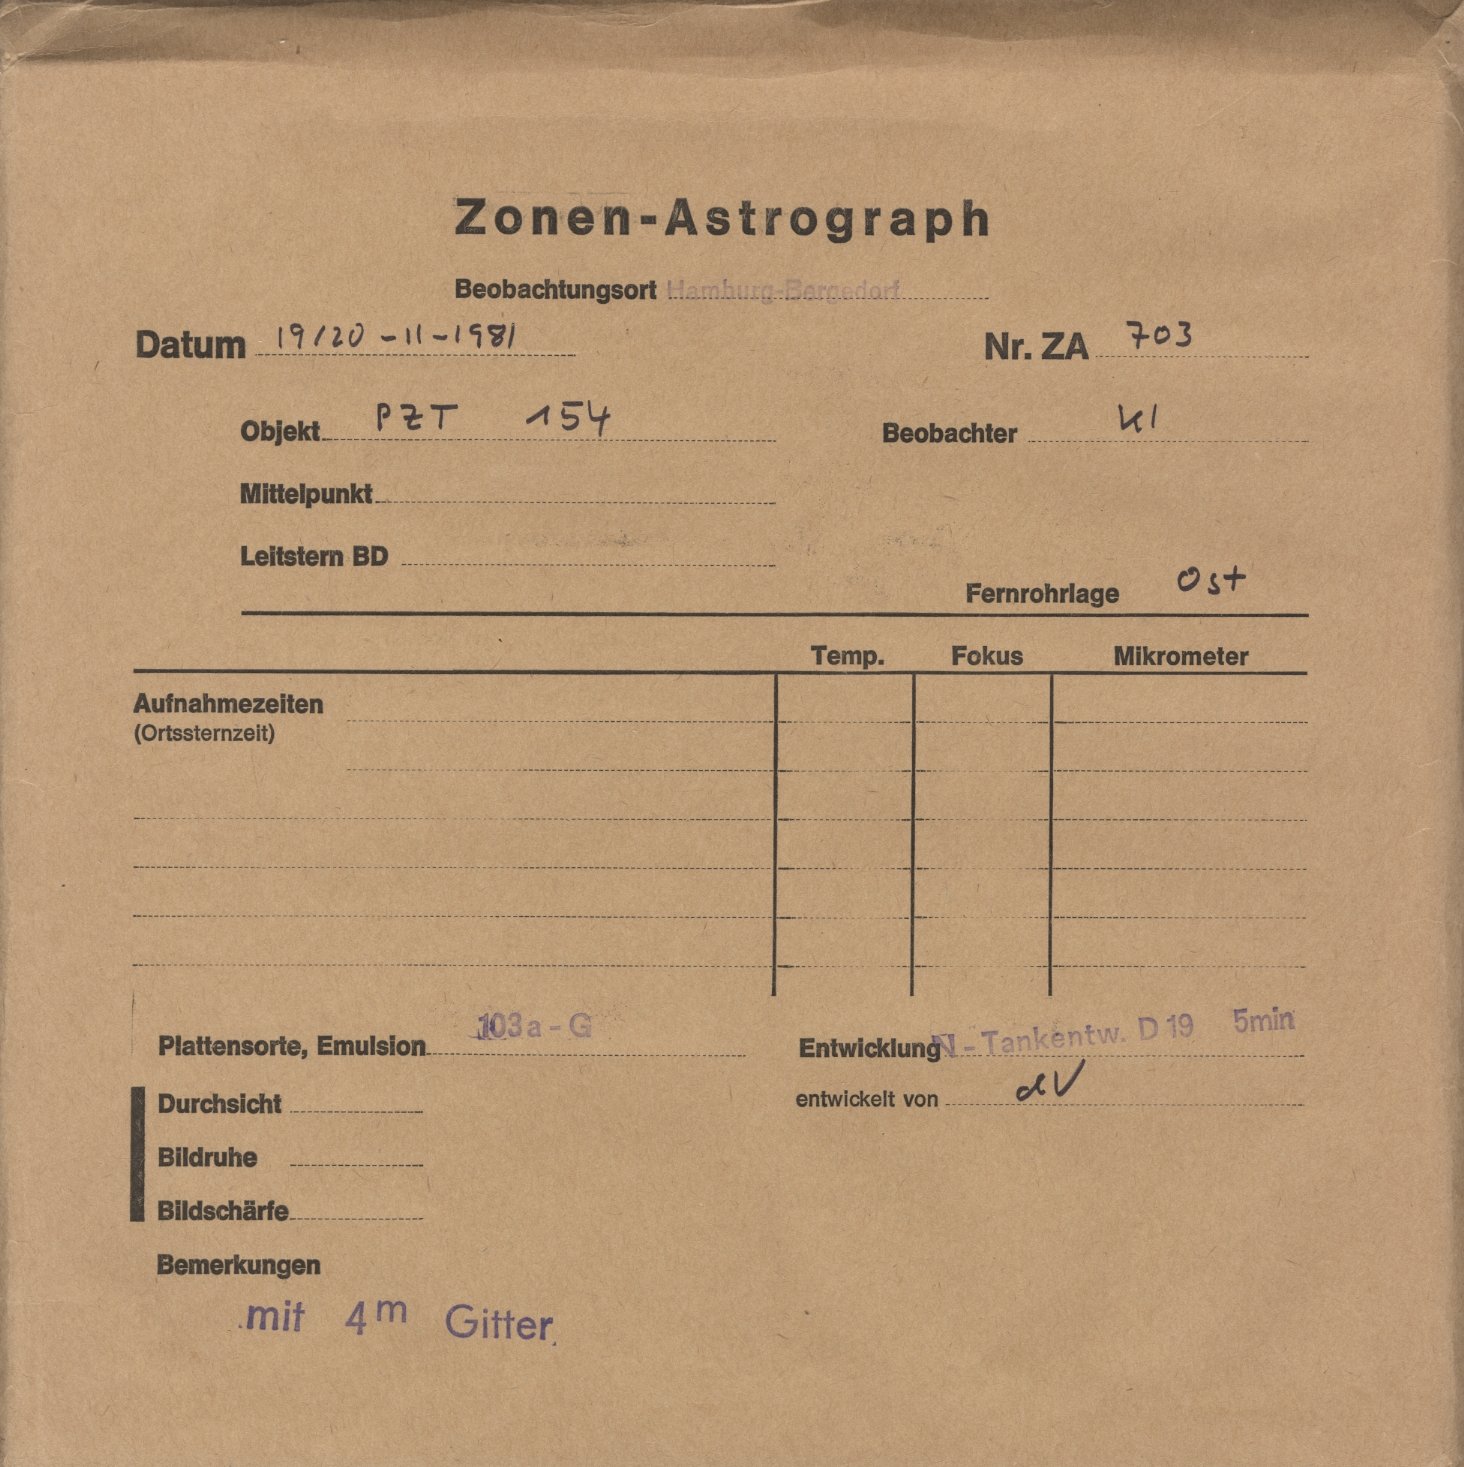 Zonen-Astrograph
Beobachtungsort Hamburg-Bergedorf
Datum 19/20-11-1981 Nr. ZA 703
Objekt PZT 154 Beobachter Kl
Mittelpunkt
Leitstern BD
Fernrohrlage Ost
Temp. Fokus Mikrometer
Aufnahmezeiten
(Ortssternzeit)
Plattensorte, Emulsion 103a-G Entwicklung N-Tankentw. D 19 5min
Durchsicht entwickelt von dV
Bildruhe
Bildschärfe
Bemerkungen
mit 4m Gitter